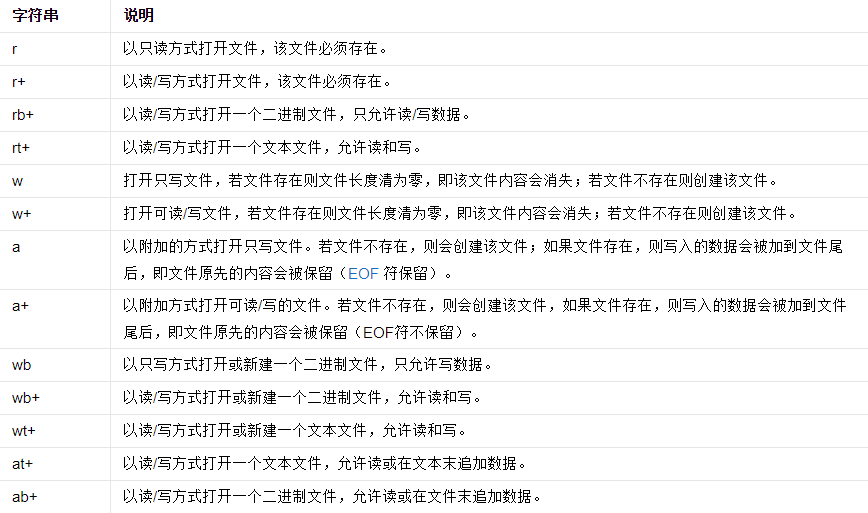 字符串 说明
r 以只读方式打开文件，该文件必须存在。
r+ 以读/写方式打开文件，该文件必须存在。
rb+ 以读/写方式打开一个二进制文件，只允许读/写数据。
rt+ 以读/写方式打开一个文本文件，允许读和写。
w 打开只写文件，若文件存在则文件长度清为零，即该文件内容会消失；若文件不存在则创建该文件。
w+ 打开可读/写文件，若文件存在则文件长度清为零，即该文件内容会消失；若文件不存在则创建该文件。
a 以附加的方式打开只写文件。若文件不存在，则会创建该文件；如果文件存在，则写入的数据会被加到文件尾
后，即文件原先的内容会被保留（EOF 符保留）。
a+ 以附加方式打开可读/写的文件。若文件不存在，则会创建该文件，如果文件存在，则写入的数据会被加到文件
尾后，即文件原先的内容会被保留（EOF符不保留）。
wb 以只写方式打开或新建一个二进制文件，只允许写数据。
wb+ 以读/写方式打开或新建一个二进制文件，允许读和写。
wt+ 以读/写方式打开或新建一个文本文件，允许读和写。
at+ 以读/写方式打开一个文本文件，允许读或在文本末追加数据。
ab+ 以读/写方式打开一个二进制文件，允许读或在文件末追加数据。